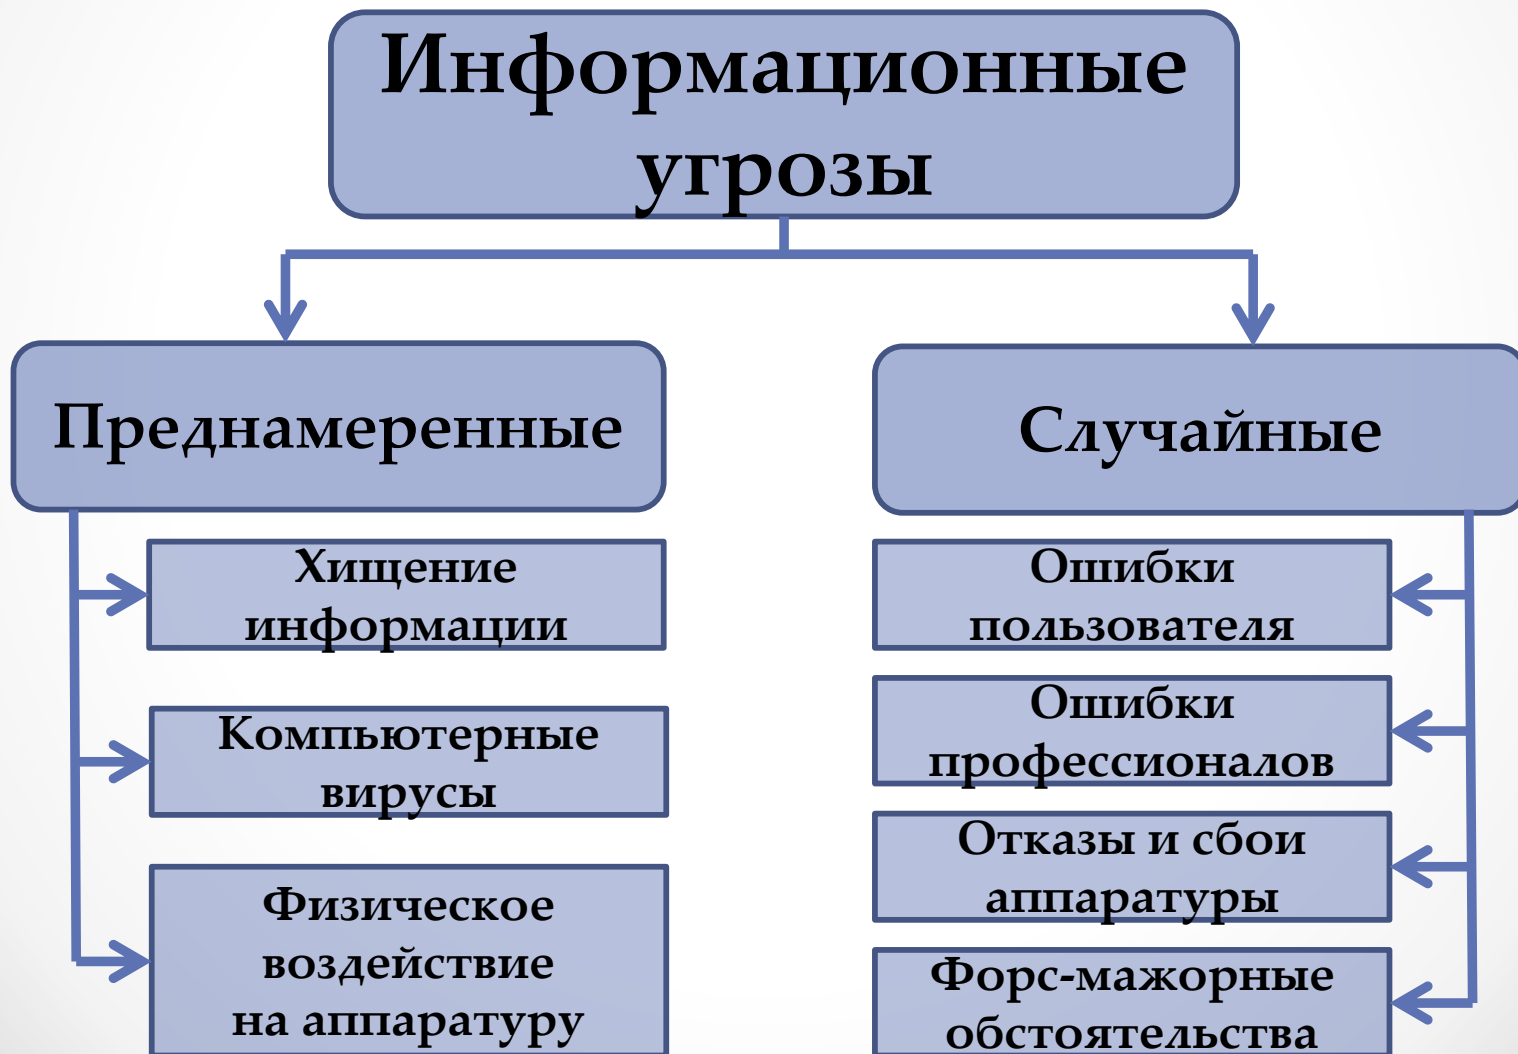 Информационные
угрозы
Преднамеренные
Случайные
Хищение
информации
Компьютерные
вирусы
Физическое
воздействие
на аппаратуру
Ошибки
пользователя
Ошибки
профессионалов
Отказы и сбои
аппаратуры
Форс-мажорные
обстоятельства